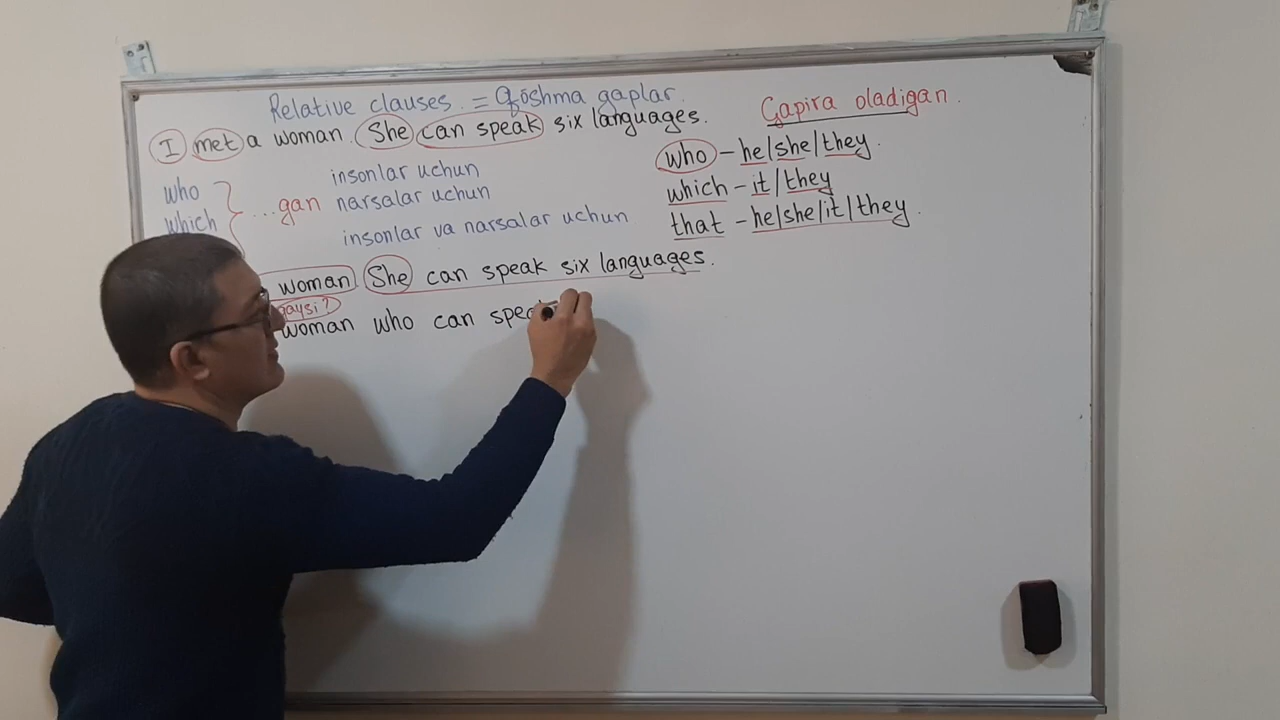 Relative clauses = Qo'shma gaplar.
I met a woman. She can speak six languages.
who
which
...gan
insonlar uchun
narsalar uchun
insonlar va narsalar uchun
Gapira oladigan.
who - he/she/they.
which - it/they
that - he/she/it/they.
woman. She can speak six languages.
qaysi?
woman who can spea